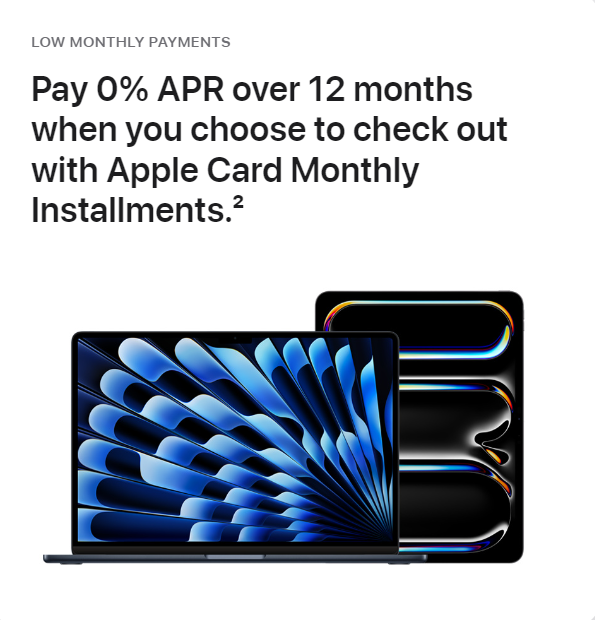 LOW MONTHLY PAYMENTS
Pay 0% APR over 12 months
when you choose to check out
with Apple Card Monthly
Installments.²